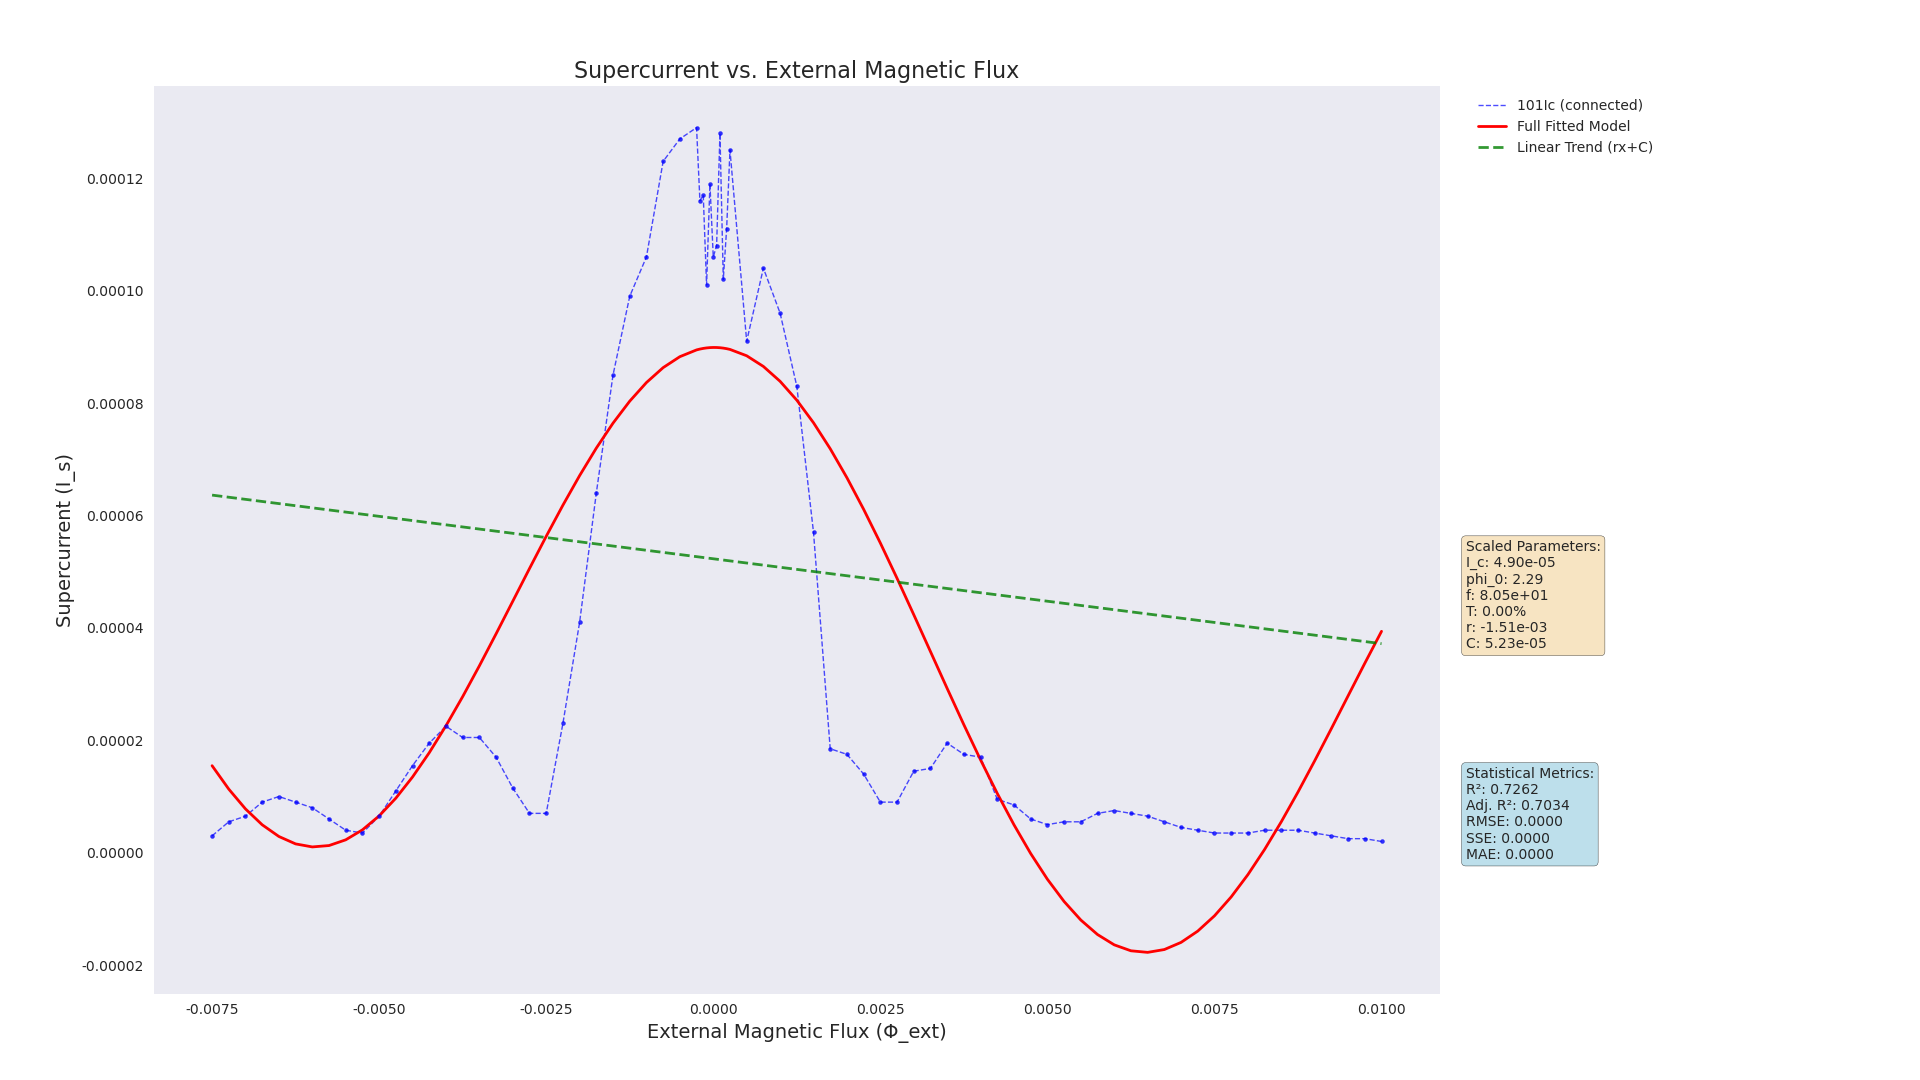 Supercurrent vs. External Magnetic Flux
101Ic (connected)
Full Fitted Model
Linear Trend (rx+C)
Supercurrent (I_s)
0.00012
0.00010
0.00008
0.00006
0.00004
0.00002
0.00000
-0.00002
-0.0075
-0.0050
-0.0025
0.0000
0.0025
0.0050
0.0075
0.0100
External Magnetic Flux (Φ_ext)
Scaled Parameters:
I_c: 4.90e-05
phi_0: 2.29
f: 8.05e+01
T: 0.00%
r: -1.51e-03
C: 5.23e-05
Statistical Metrics:
R²: 0.7262
Adj. R²: 0.7034
RMSE: 0.0000
SSE: 0.0000
MAE: 0.0000